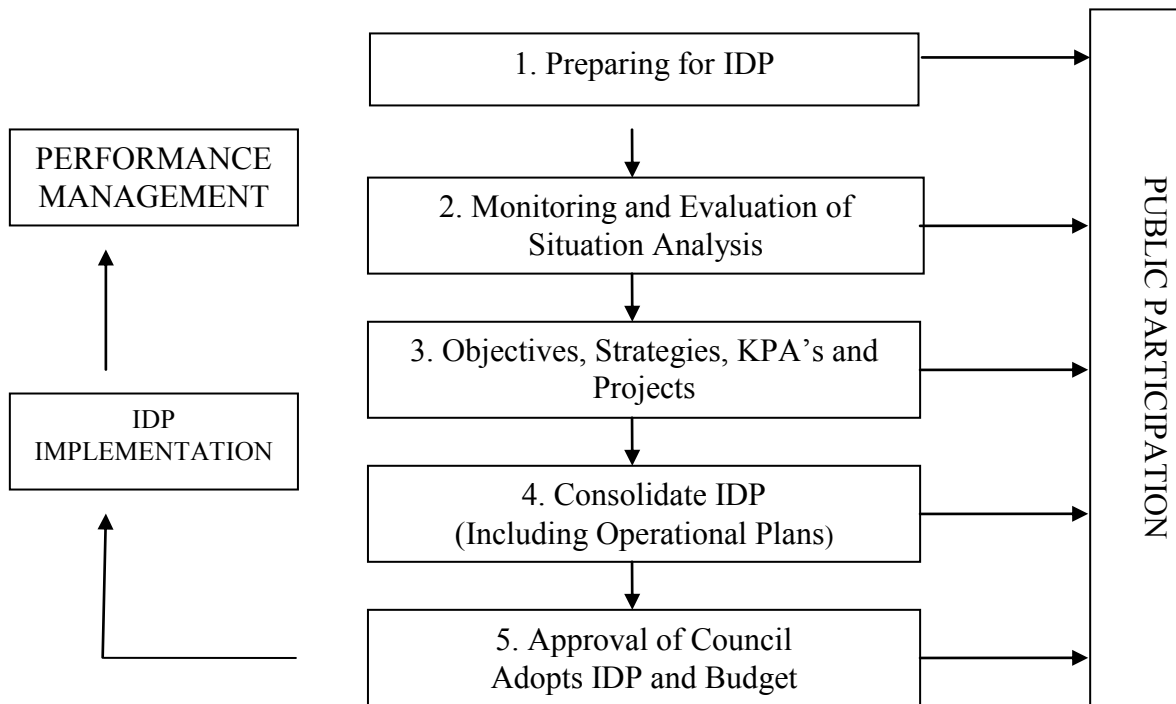 1. Preparing for IDP
PERFORMANCE
MANAGEMENT
2. Monitoring and Evaluation of
Situation Analysis
3. Objectives, Strategies, KPA's and
Projects
IDP
IMPLEMENTATION
4. Consolidate IDP
(Including Operational Plans)
5. Approval of Council
Adopts IDP and Budget
PUBLIC PARTICIPATION